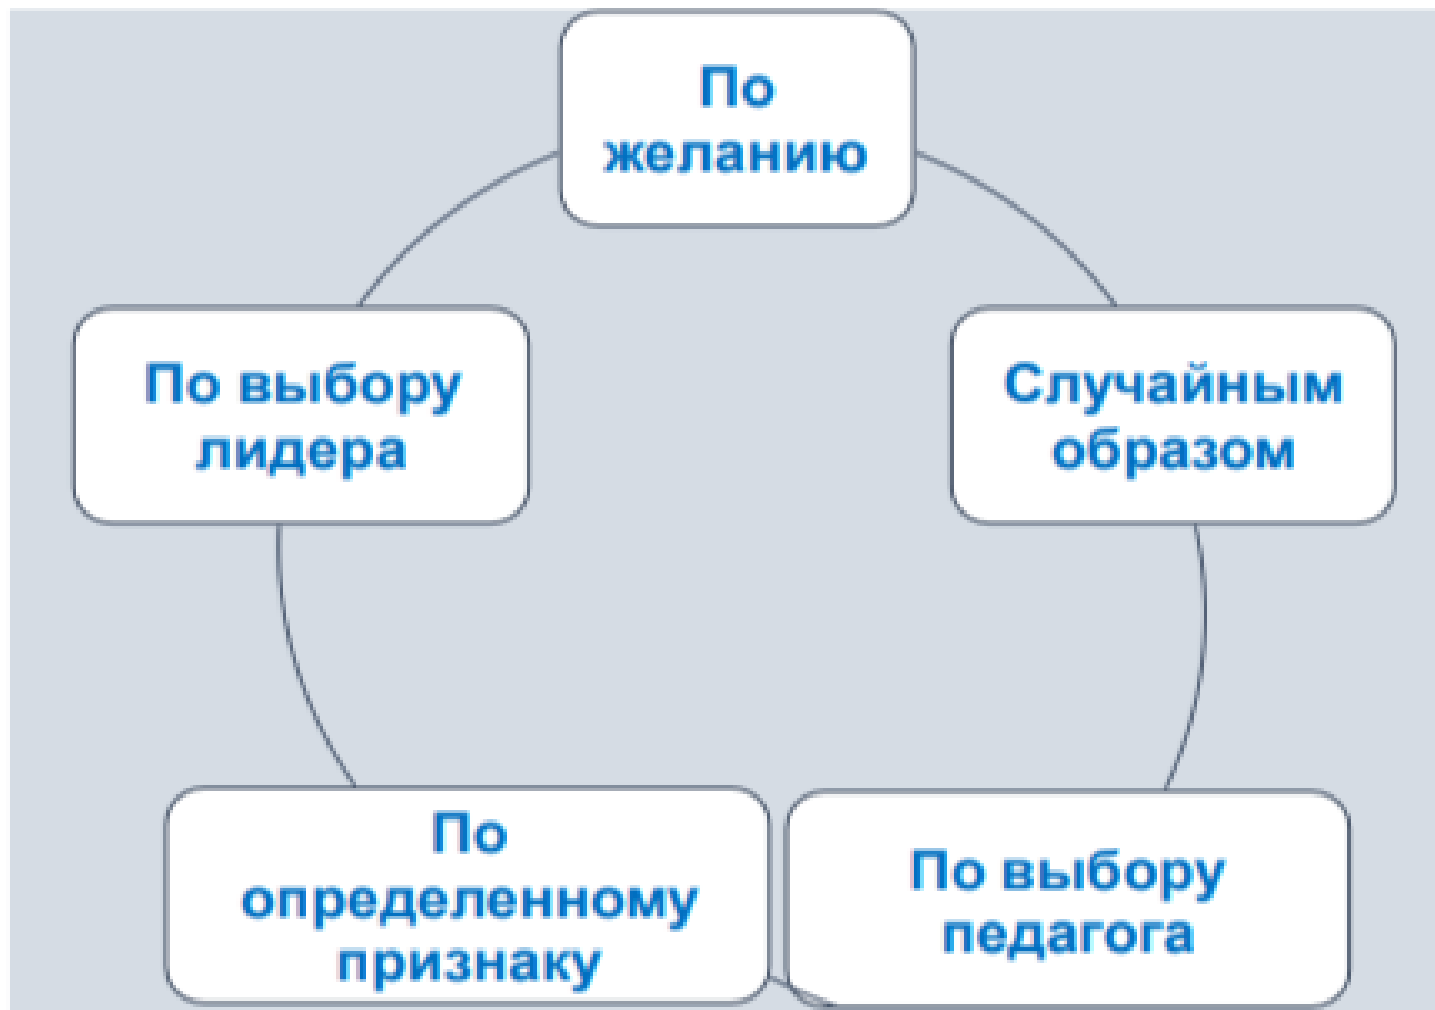 По
желанию
По выбору
лидера
Случайным
образом
По
определенному
признаку
По выбору
педагога